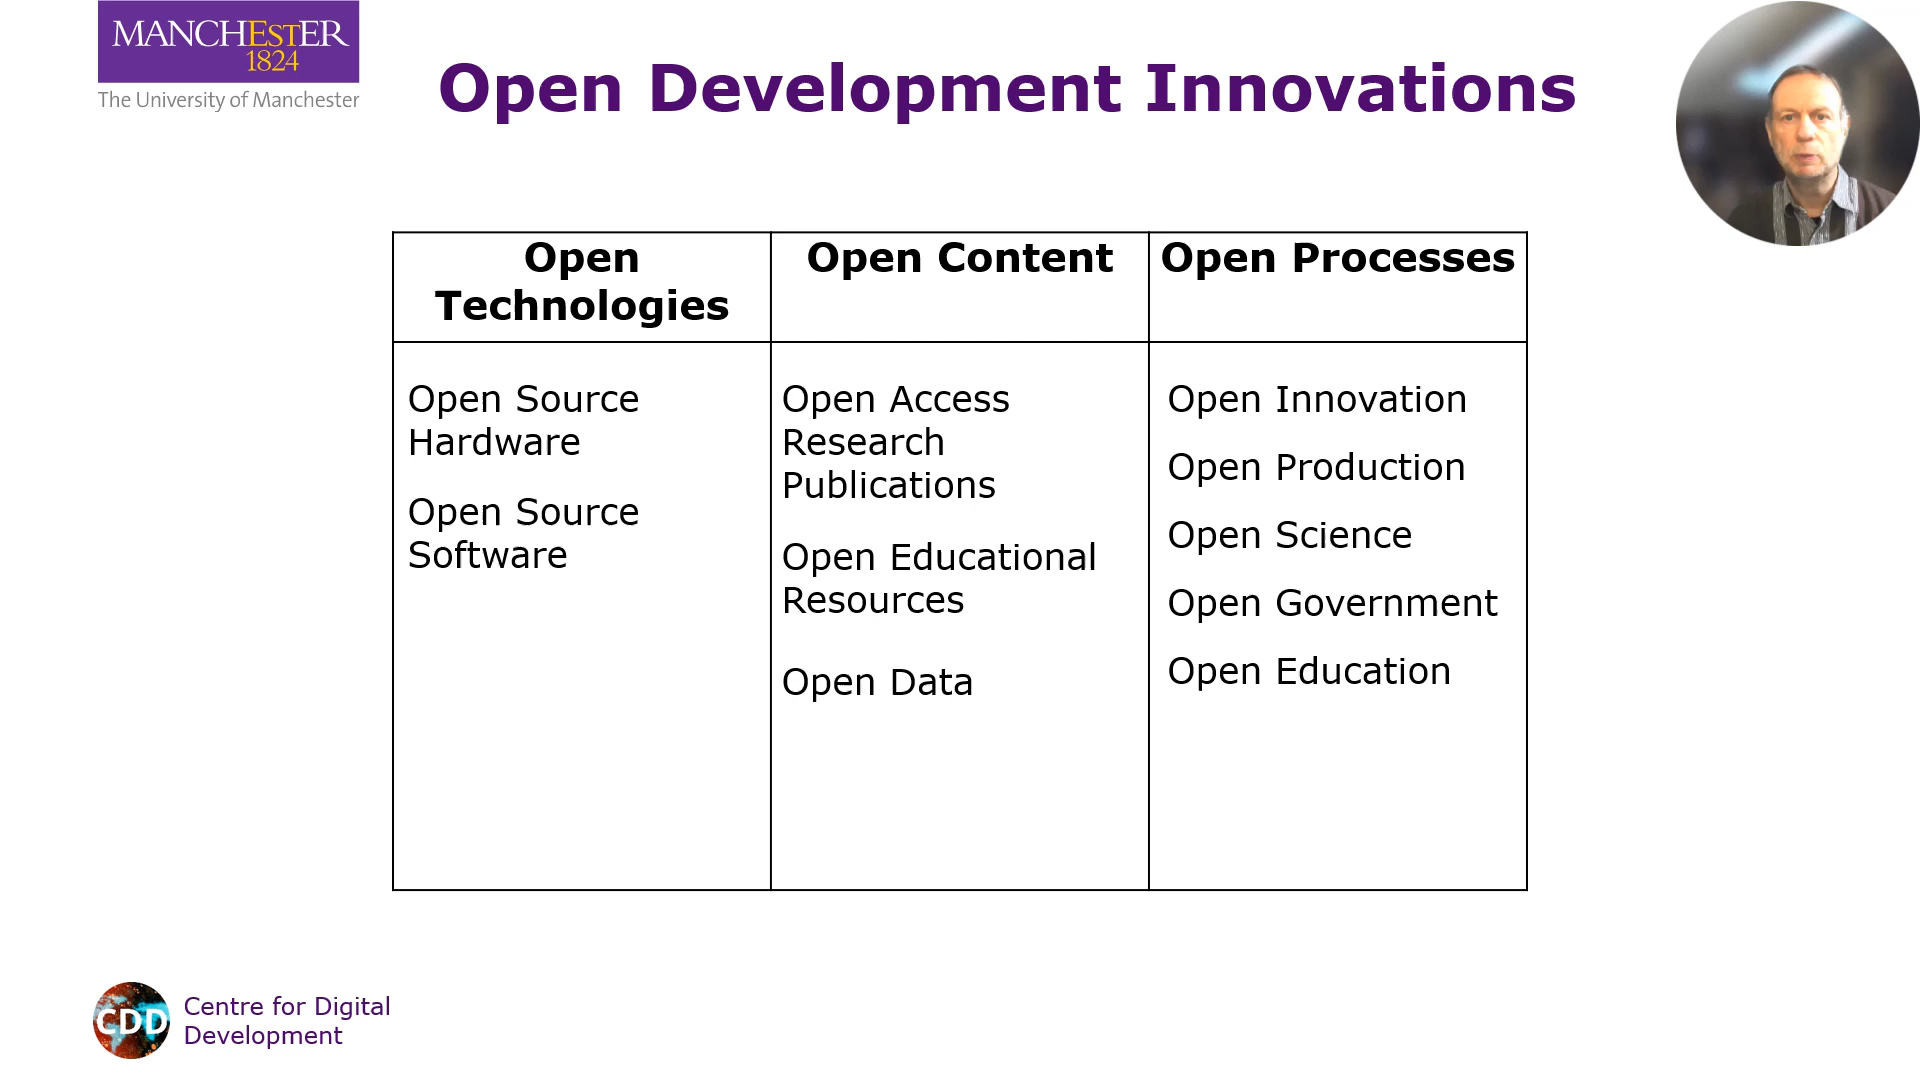 MANCHEsTER
1824
The University of Manchester
Open Development Innovations
Open
Technologies
Open Content
Open Processes
Open Source
Hardware
Open Source
Software
Open Access
Research
Publications
Open Educational
Resources
Open Data
Open Innovation
Open Production
Open Science
Open Government
Open Education
CDD
Centre for Digital
Development